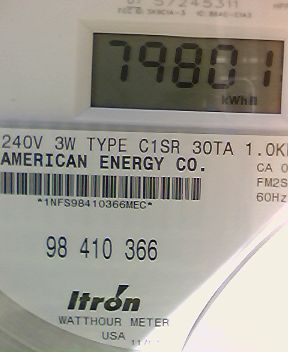 57245311
79801
kWh
240V 3W TYPE C1SR 30TA 1.0K
AMERICAN ENERGY CO.
CA 0
*1NFS98410366MEC*
FM2S
60Hz
98 410 366
Itron
WATTHOUR METER
USA